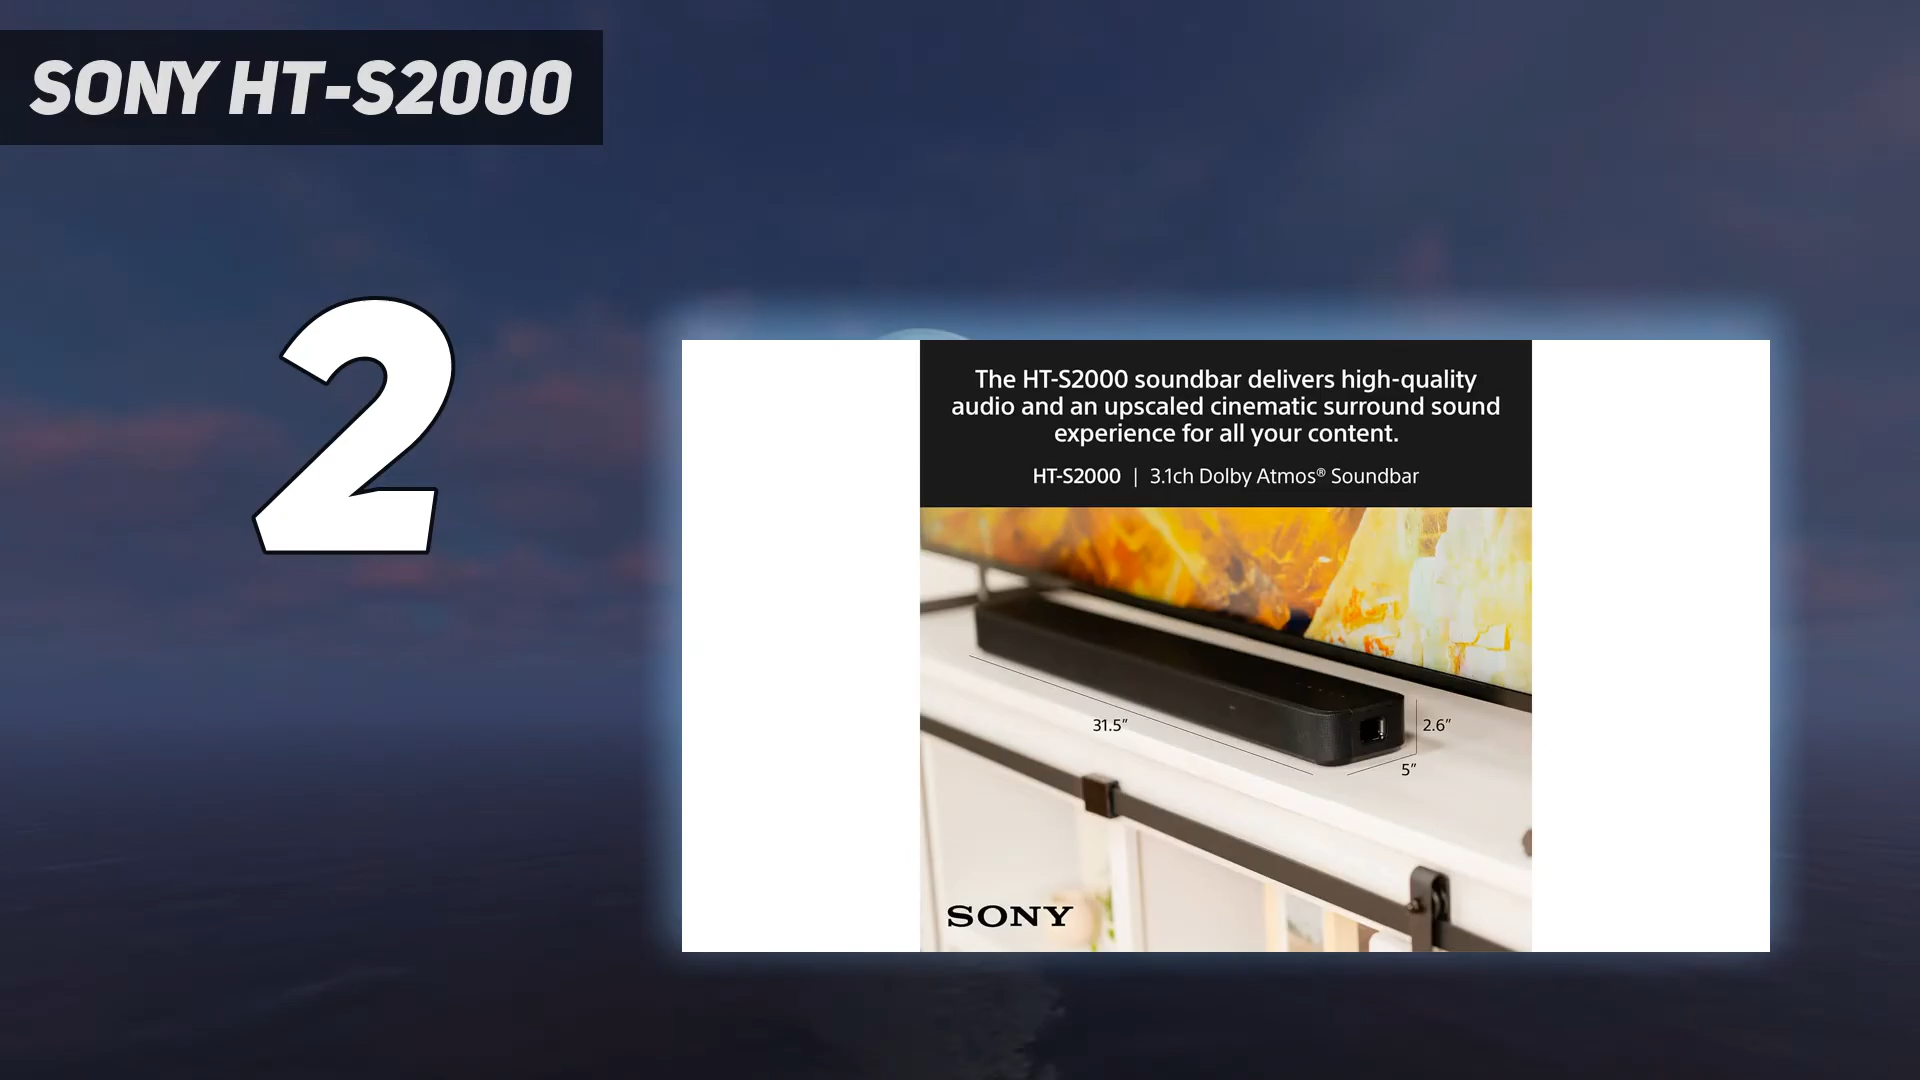 SONY HT-S2000
2
The HT-S2000 soundbar delivers high-quality
audio and an upscaled cinematic surround sound
experience for all your content.
HT-S2000 | 3.1ch Dolby Atmos® Soundbar
31.5”
2.6”
5”
SONY